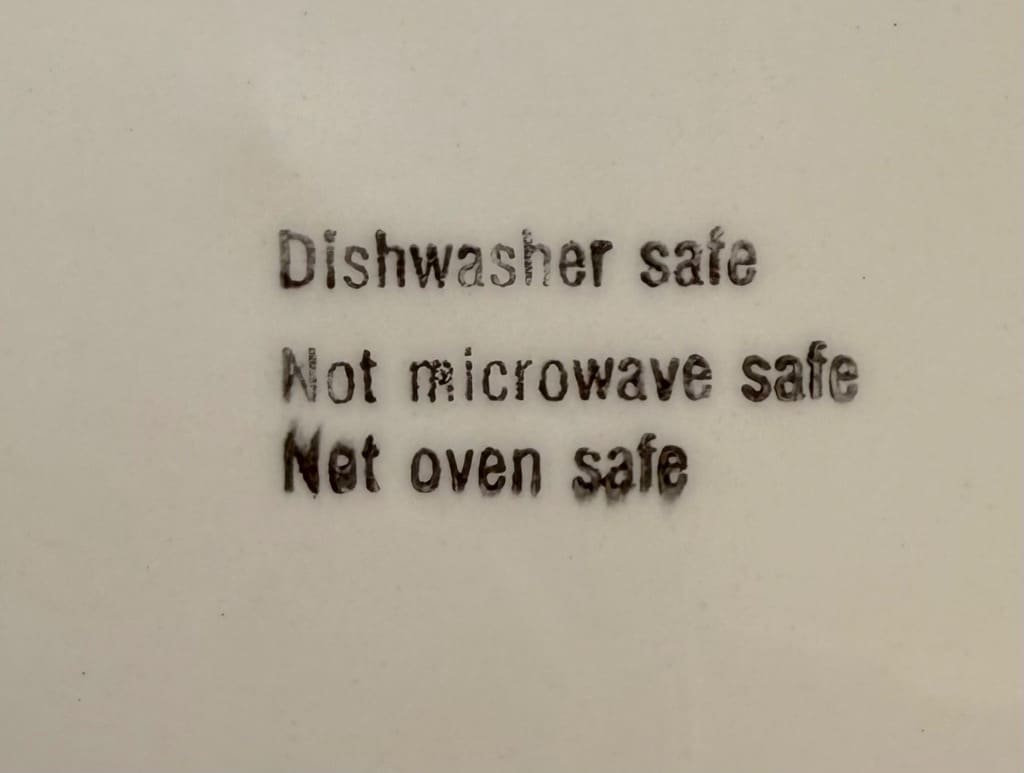 Dishwasher safe
Not microwave safe
Not oven safe